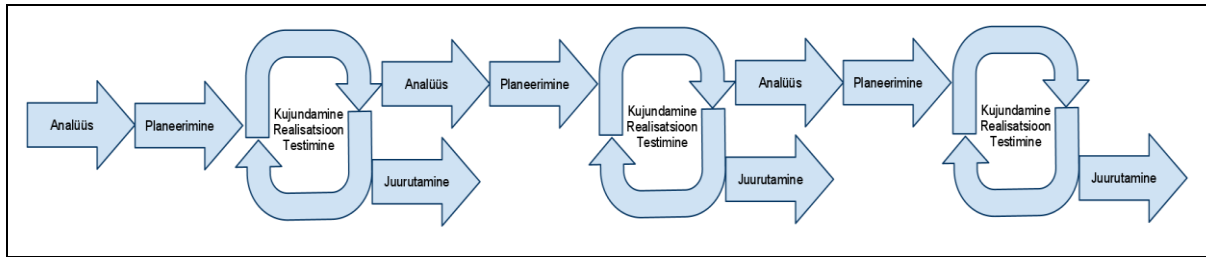 Analüüs
Planeerimine
Kujundamine
Realisatsioon
Testimine
Analüüs
Planeerimine
Juurutamine
Kujundamine
Realisatsioon
Testimine
Analüüs
Planeerimine
Juurutamine
Kujundamine
Realisatsioon
Testimine
Juurutamine